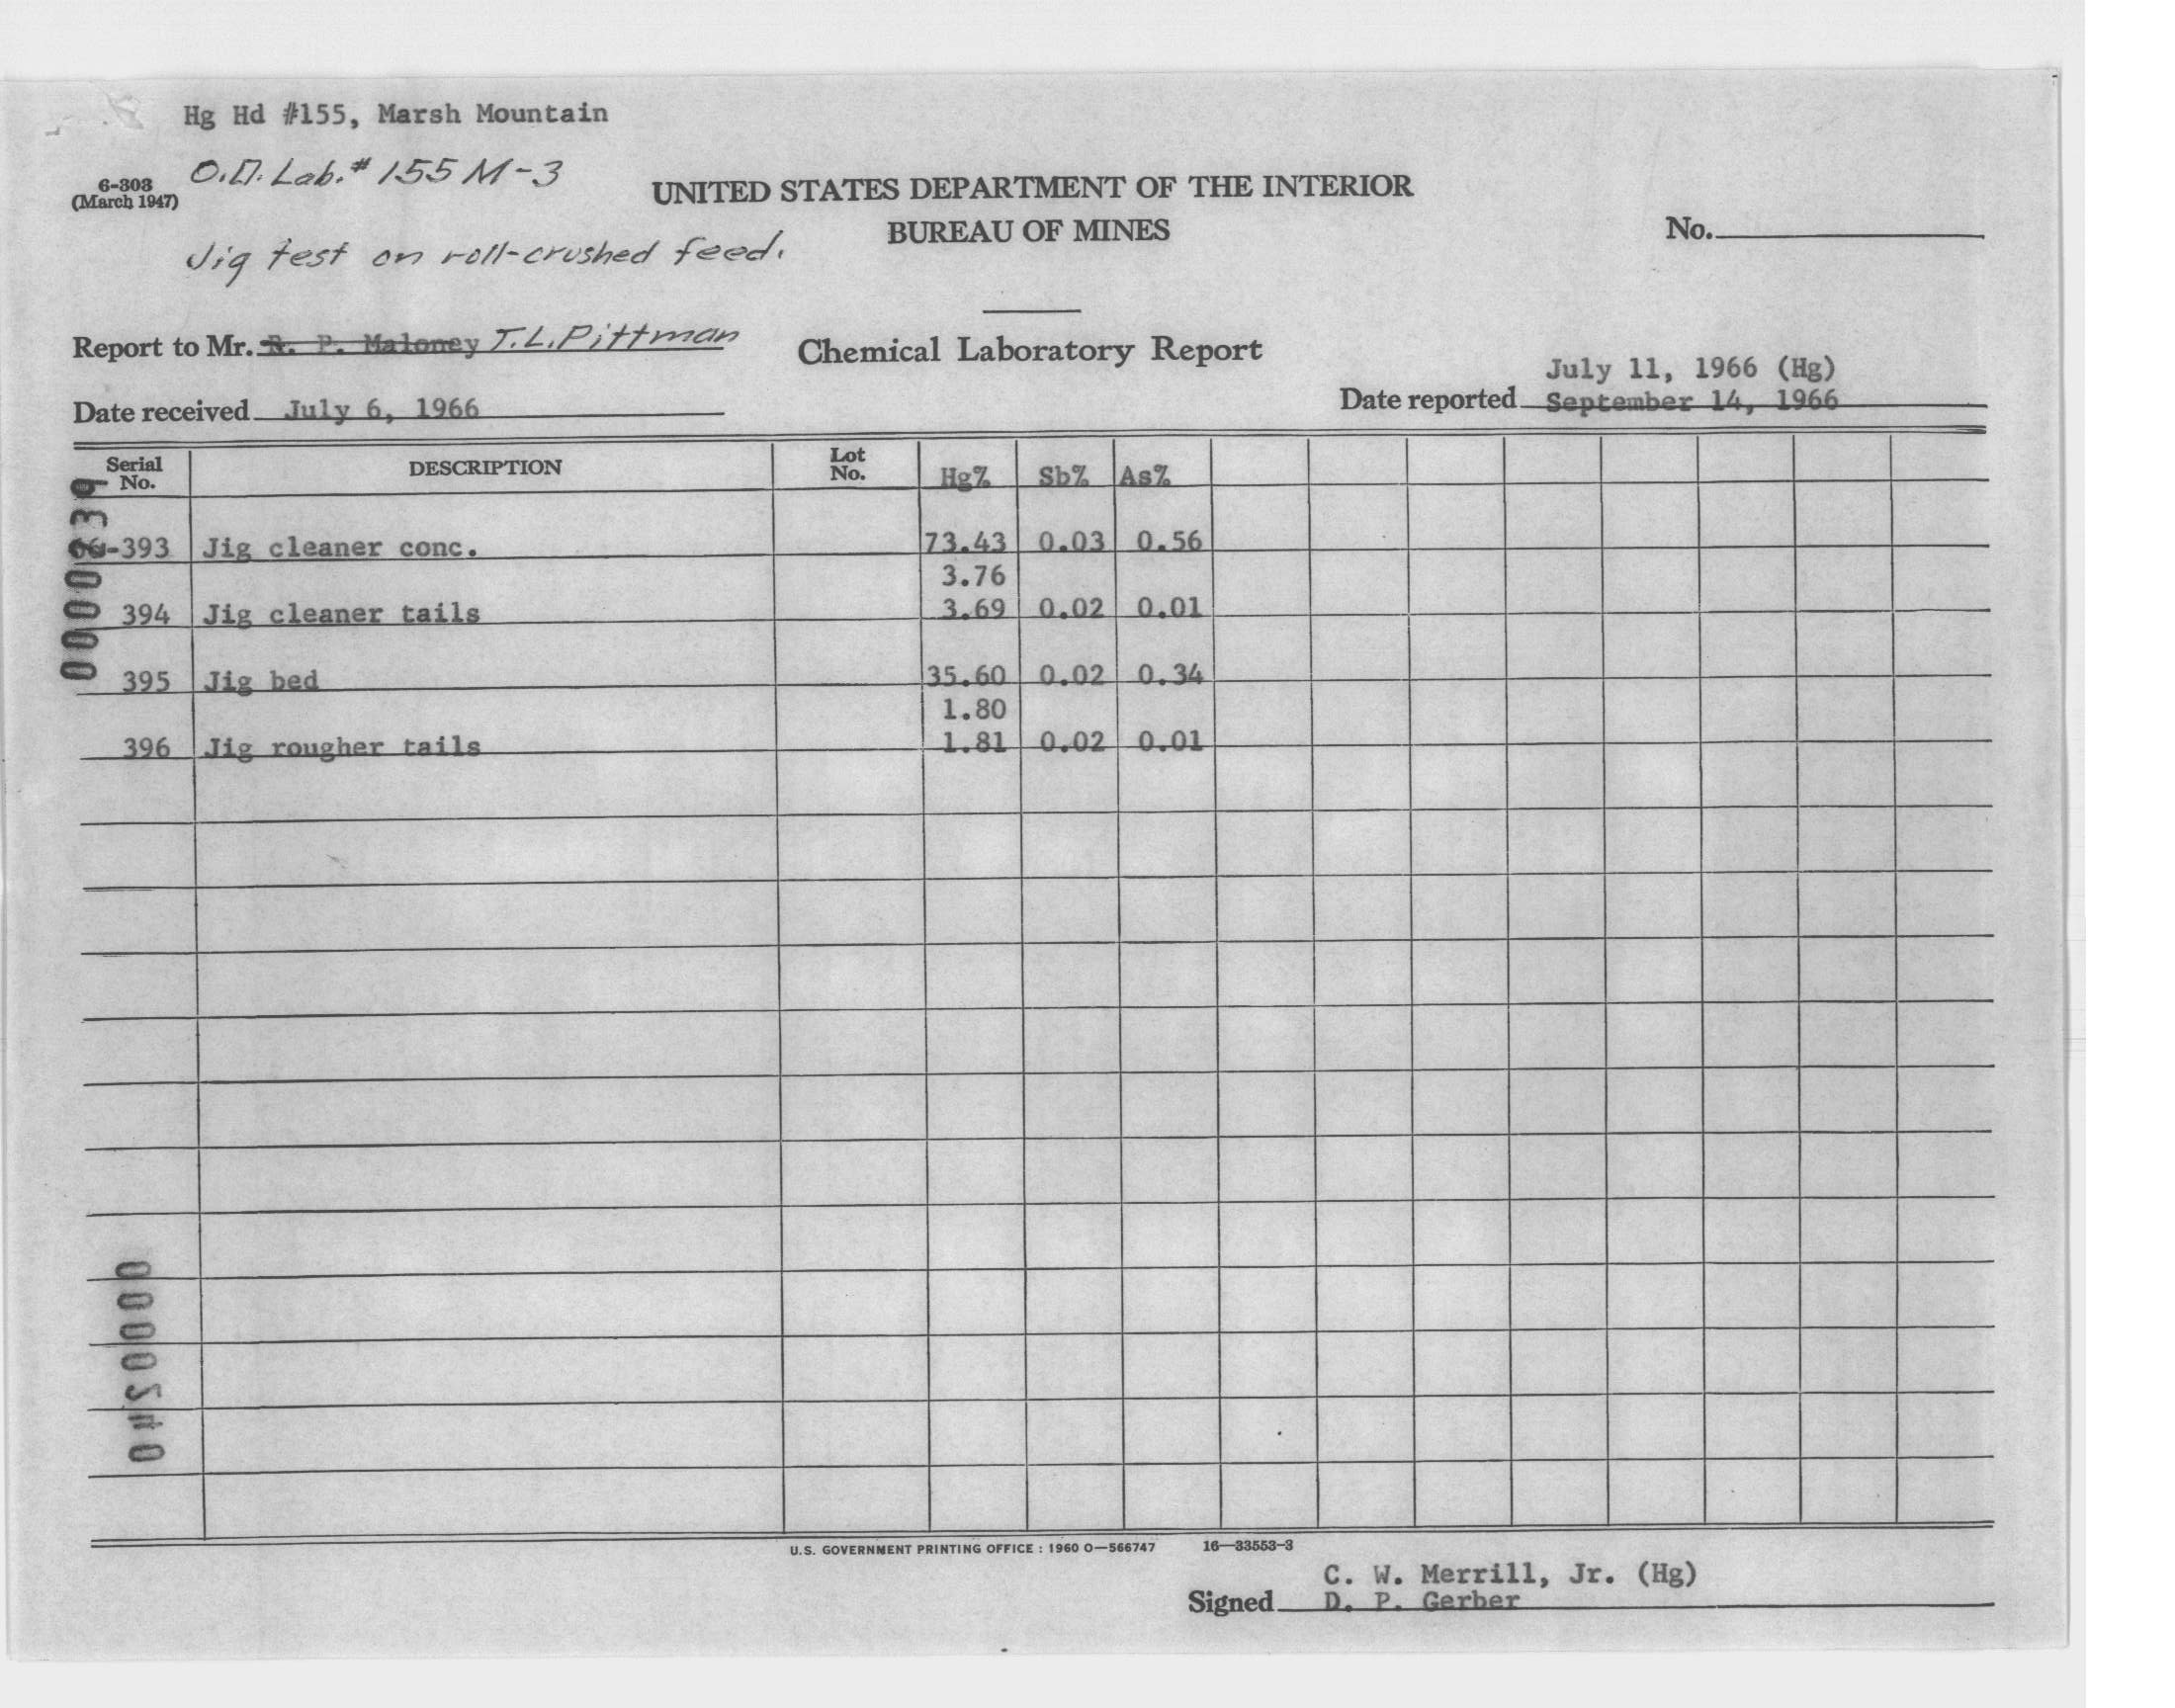 Hg Hd #155, Marsh Mountain
O.D. Lab.# 155 M-3
6-303
(March 1947)
UNITED STATES DEPARTMENT OF THE INTERIOR
BUREAU OF MINES
No.
Jig test on roll-crushed feed.
Report to Mr. R. P. Maloney T.L. Pittman
Chemical Laboratory Report
July 11, 1966 (Hg)
Date received July 6, 1966
Date reported September 14, 1966
Serial No. DESCRIPTION Lot No. Hg% Sb% As%
66-393 Jig cleaner conc. 73.43 0.03 0.56
3.76
394 Jig cleaner tails 3.69 0.02 0.01
395 Jig bed 35.60 0.02 0.34
1.80
396 Jig rougher tails 1.81 0.02 0.01
0000239
0000240
U.S. GOVERNMENT PRINTING OFFICE : 1960 O—566747 16—33553-3
C. W. Merrill, Jr. (Hg)
Signed D. P. Gerber